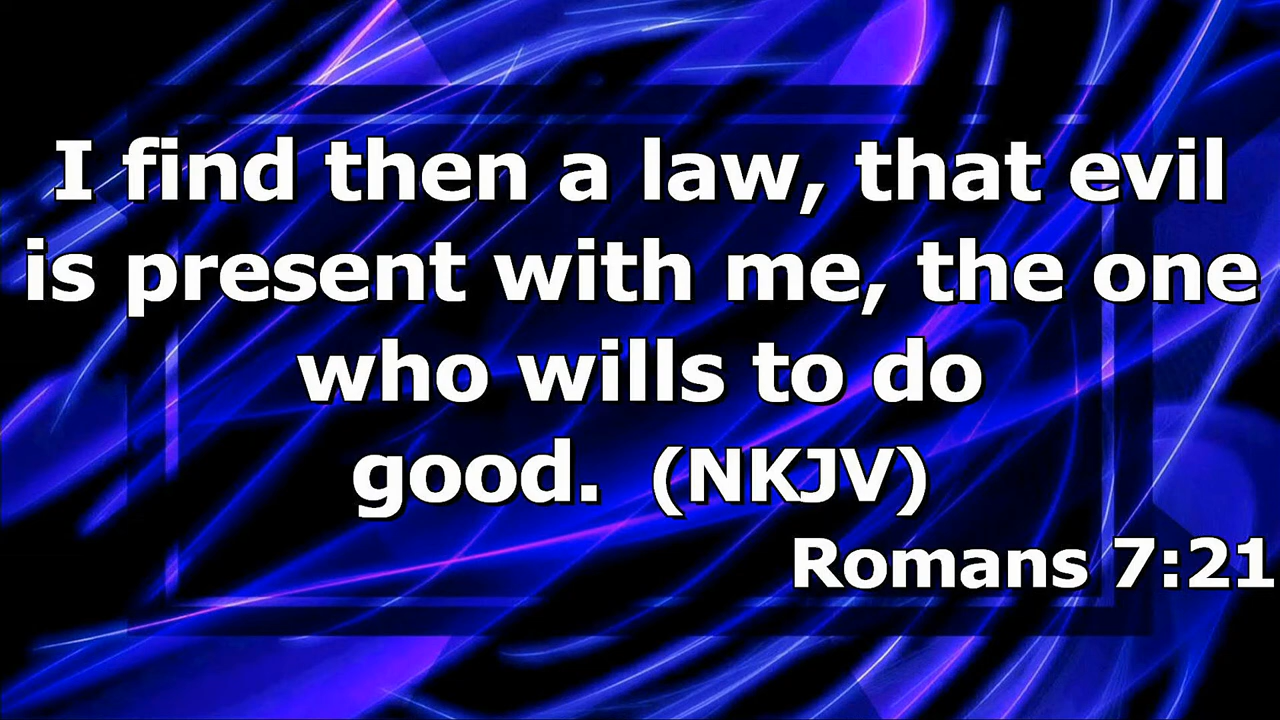 I find then a law, that evil
is present with me, the one
who wills to do
good.  (NKJV)
Romans 7:21